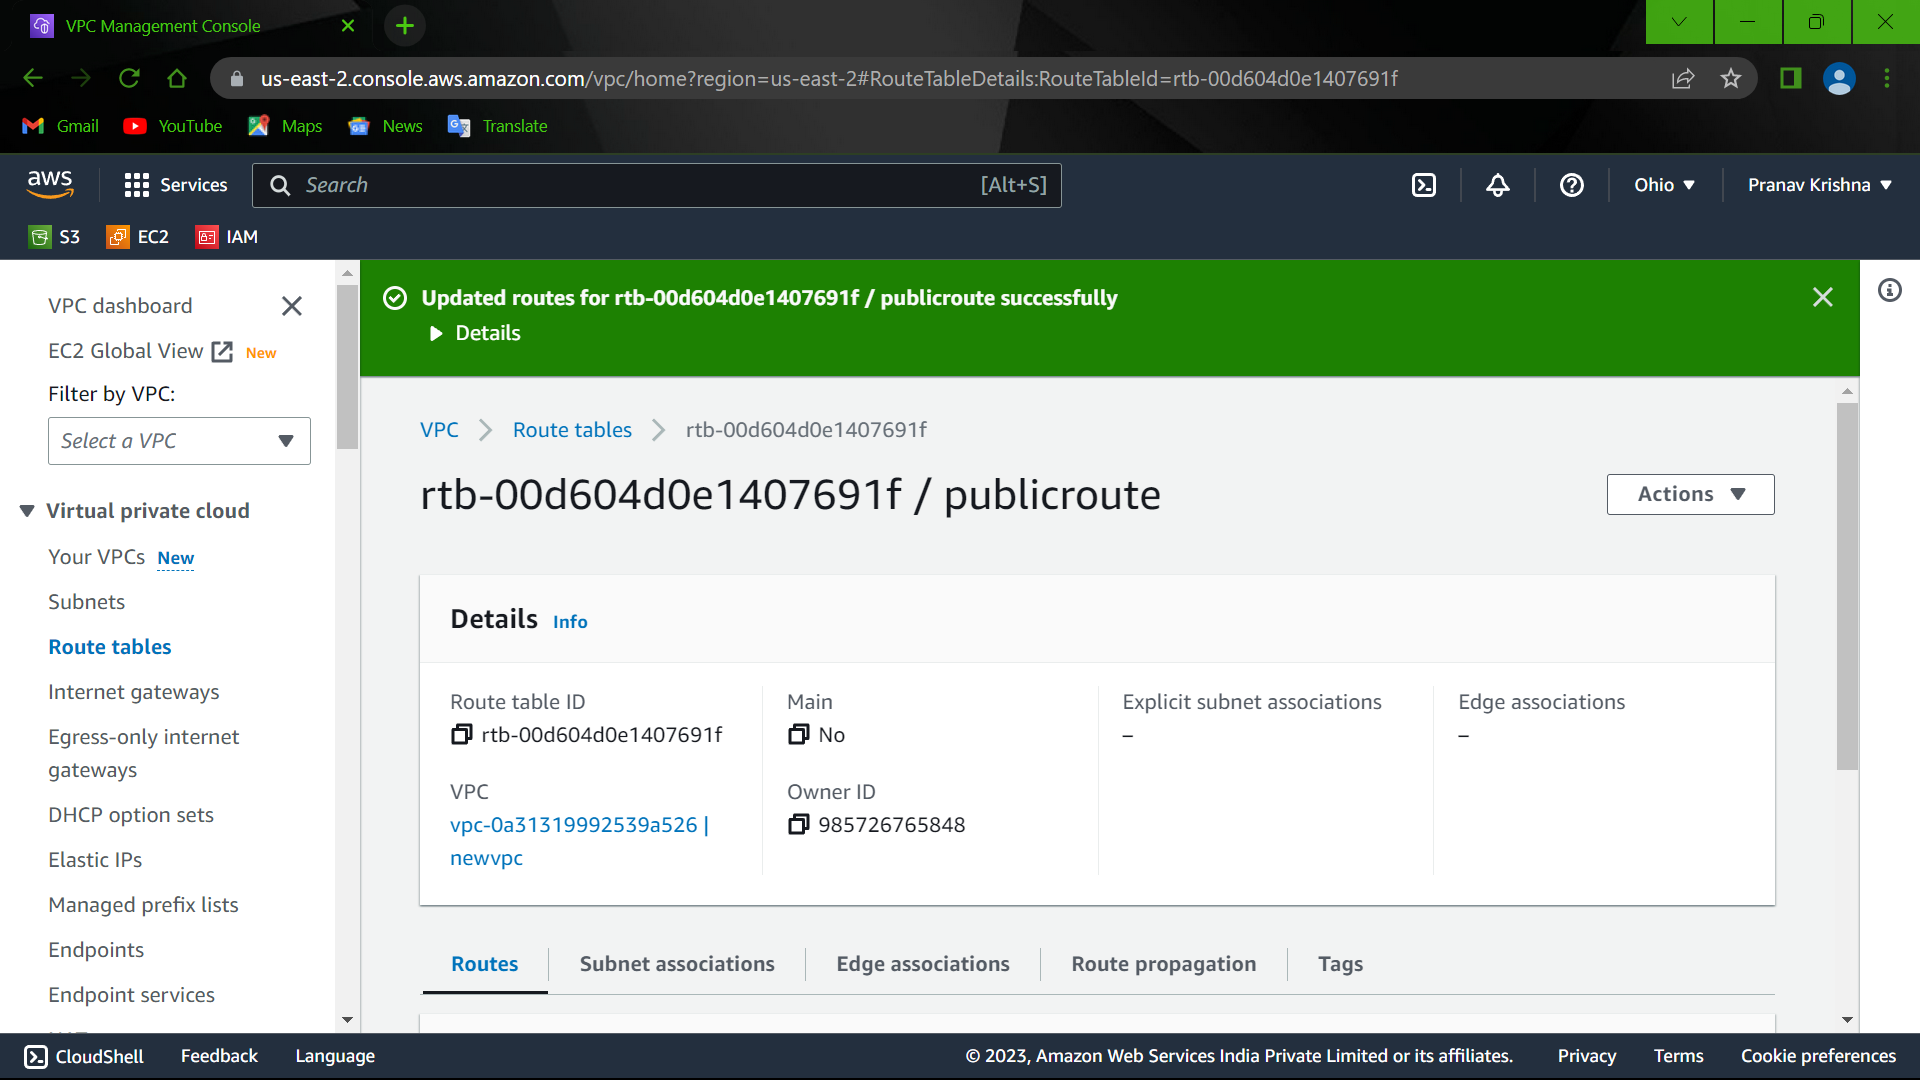 VPC Management Console
us-east-2.console.aws.amazon.com/vpc/home?region=us-east-2#RouteTableDetails:RouteTableId=rtb-00d604d0e1407691f
Gmail YouTube Maps News Translate
aws Services Search [Alt+S] Ohio Pranav Krishna
S3 EC2 IAM
VPC dashboard
EC2 Global View New
Filter by VPC:
Select a VPC
Virtual private cloud
Your VPCs New
Subnets
Route tables
Internet gateways
Egress-only internet
gateways
DHCP option sets
Elastic IPs
Managed prefix lists
Endpoints
Endpoint services
Updated routes for rtb-00d604d0e1407691f / publicroute successfully
Details
VPC Route tables rtb-00d604d0e1407691f
rtb-00d604d0e1407691f / publicroute
Actions
Details Info
Route table ID
rtb-00d604d0e1407691f
Main
No
Explicit subnet associations
–
Edge associations
–
VPC
vpc-0a31319992539a526 |
newvpc
Owner ID
985726765848
Routes Subnet associations Edge associations Route propagation Tags
CloudShell Feedback Language © 2023, Amazon Web Services India Private Limited or its affiliates. Privacy Terms Cookie preferences